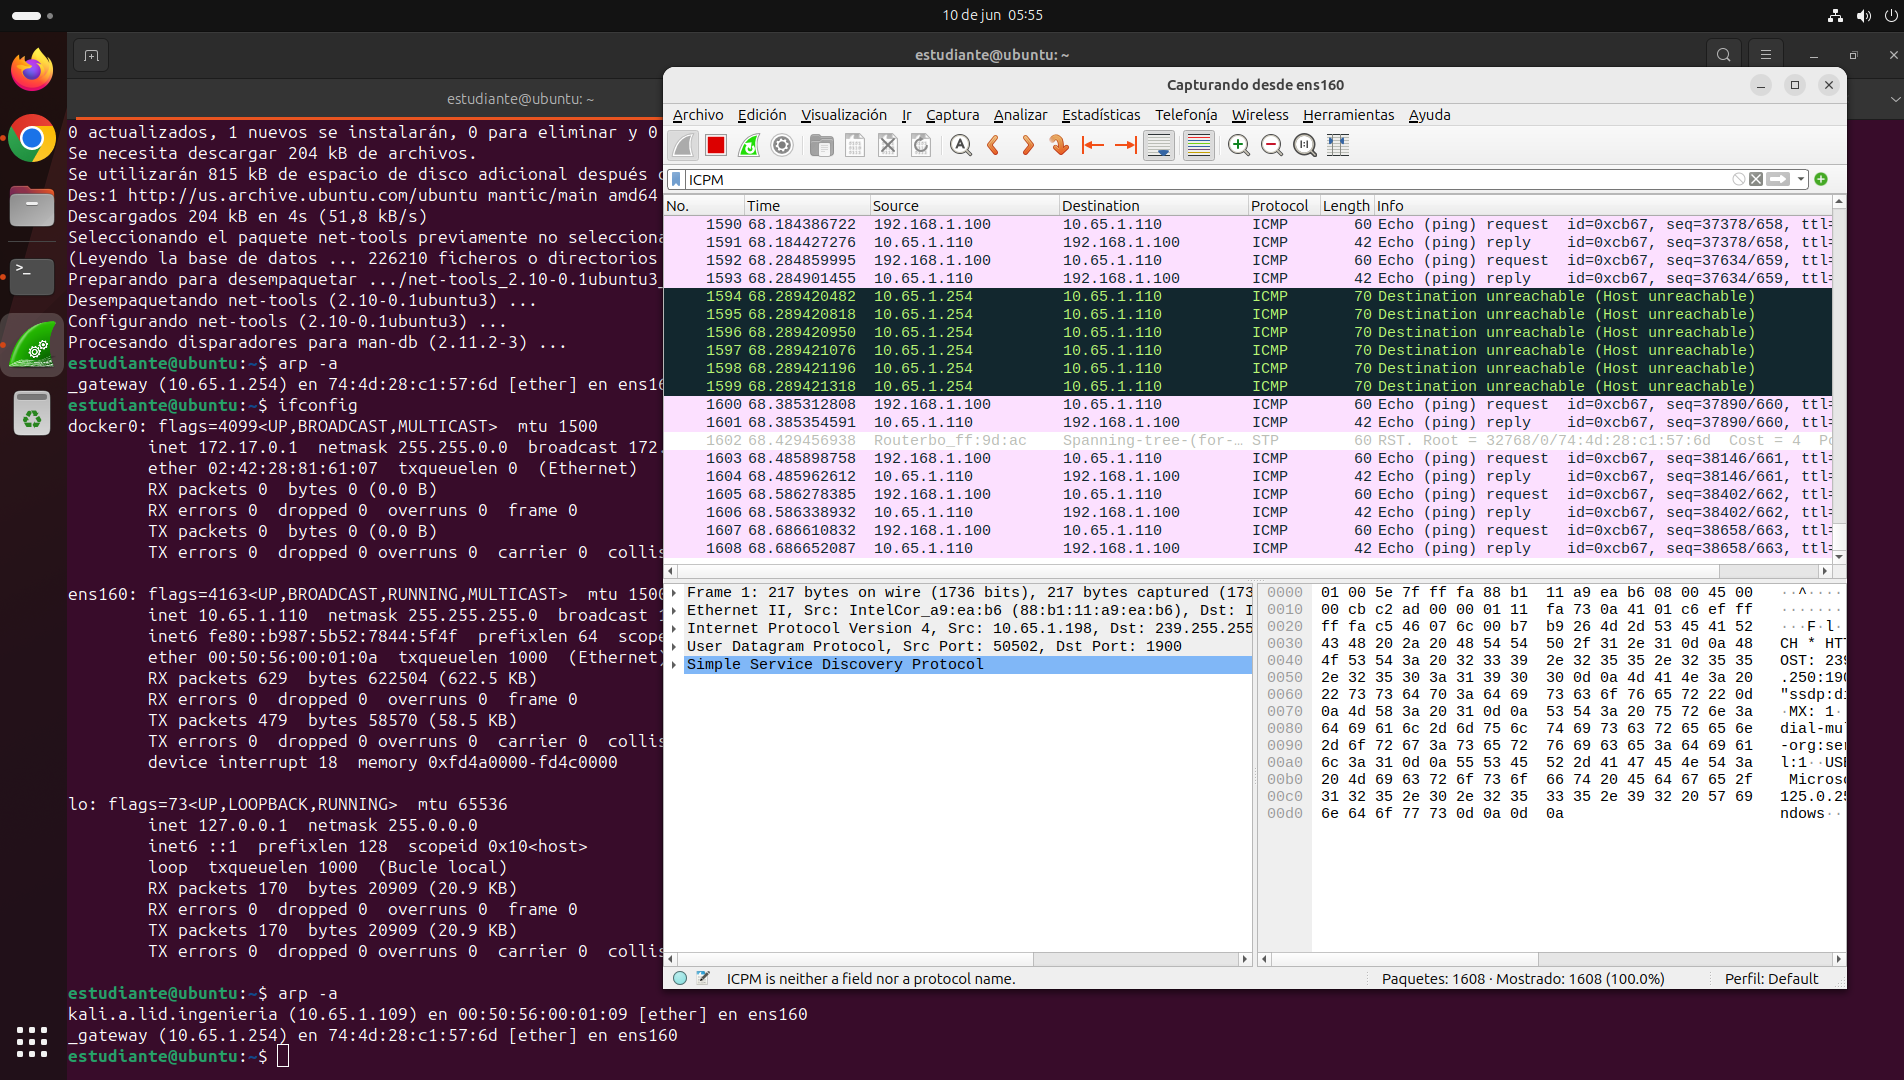 10 de jun 05:55
estudiante@ubuntu: ~
estudiante@ubuntu: ~
0 actualizados, 1 nuevos se instalarán, 0 para eliminar y 0
Se necesita descargar 204 kB de archivos.
Se utilizarán 815 kB de espacio de disco adicional después
Des:1 http://us.archive.ubuntu.com/ubuntu mantic/main amd64
Descargados 204 kB en 4s (51,8 kB/s)
Seleccionando el paquete net-tools previamente no selecciona
(Leyendo la base de datos ... 226210 ficheros o directorios
Preparando para desempaquetar .../net-tools_2.10-0.1ubuntu3_
Desempaquetando net-tools (2.10-0.1ubuntu3) ...
Configurando net-tools (2.10-0.1ubuntu3) ...
Procesando disparadores para man-db (2.11.2-3) ...
estudiante@ubuntu:~$ arp -a
_gateway (10.65.1.254) en 74:4d:28:c1:57:6d [ether] en ens16
estudiante@ubuntu:~$ ifconfig
docker0: flags=4099<UP,BROADCAST,MULTICAST>  mtu 1500
inet 172.17.0.1  netmask 255.255.0.0  broadcast 172.
ether 02:42:28:81:61:07  txqueuelen 0  (Ethernet)
RX packets 0  bytes 0 (0.0 B)
RX errors 0  dropped 0  overruns 0  frame 0
TX packets 0  bytes 0 (0.0 B)
TX errors 0  dropped 0 overruns 0  carrier 0  collis
ens160: flags=4163<UP,BROADCAST,RUNNING,MULTICAST>  mtu 1500
inet 10.65.1.110  netmask 255.255.255.0  broadcast 1
inet6 fe80::b987:5b52:7844:5f4f  prefixlen 64  scope
ether 00:50:56:00:01:0a  txqueuelen 1000  (Ethernet)
RX packets 629  bytes 622504 (622.5 KB)
RX errors 0  dropped 0  overruns 0  frame 0
TX packets 479  bytes 58570 (58.5 KB)
TX errors 0  dropped 0 overruns 0  carrier 0  collis
device interrupt 18  memory 0xfd4a0000-fd4c0000
lo: flags=73<UP,LOOPBACK,RUNNING>  mtu 65536
inet 127.0.0.1  netmask 255.0.0.0
inet6 ::1  prefixlen 128  scopeid 0x10<host>
loop  txqueuelen 1000  (Bucle local)
RX packets 170  bytes 20909 (20.9 KB)
RX errors 0  dropped 0  overruns 0  frame 0
TX packets 170  bytes 20909 (20.9 KB)
TX errors 0  dropped 0 overruns 0  carrier 0  collis
estudiante@ubuntu:~$ arp -a
kali.a.lid.ingenieria (10.65.1.109) en 00:50:56:00:01:09 [ether] en ens160
_gateway (10.65.1.254) en 74:4d:28:c1:57:6d [ether] en ens160
estudiante@ubuntu:~$
Capturando desde ens160
Archivo Edición Visualización Ir Captura Analizar Estadísticas Telefonía Wireless Herramientas Ayuda
ICPM
No. Time Source Destination Protocol Length Info
1590 68.184386722 192.168.1.100 10.65.1.110 ICMP 60 Echo (ping) request  id=0xcb67, seq=37378/658, ttl=
1591 68.184427276 10.65.1.110 192.168.1.100 ICMP 42 Echo (ping) reply    id=0xcb67, seq=37378/658, ttl=
1592 68.284859995 192.168.1.100 10.65.1.110 ICMP 60 Echo (ping) request  id=0xcb67, seq=37634/659, ttl=
1593 68.284901455 10.65.1.110 192.168.1.100 ICMP 42 Echo (ping) reply    id=0xcb67, seq=37634/659, ttl=
1594 68.289420482 10.65.1.254 10.65.1.110 ICMP 70 Destination unreachable (Host unreachable)
1595 68.289420818 10.65.1.254 10.65.1.110 ICMP 70 Destination unreachable (Host unreachable)
1596 68.289420950 10.65.1.254 10.65.1.110 ICMP 70 Destination unreachable (Host unreachable)
1597 68.289421076 10.65.1.254 10.65.1.110 ICMP 70 Destination unreachable (Host unreachable)
1598 68.289421196 10.65.1.254 10.65.1.110 ICMP 70 Destination unreachable (Host unreachable)
1599 68.289421318 10.65.1.254 10.65.1.110 ICMP 70 Destination unreachable (Host unreachable)
1600 68.385312808 192.168.1.100 10.65.1.110 ICMP 60 Echo (ping) request  id=0xcb67, seq=37890/660, ttl=
1601 68.385354591 10.65.1.110 192.168.1.100 ICMP 42 Echo (ping) reply    id=0xcb67, seq=37890/660, ttl=
1602 68.429456938 Routerbo_ff:9d:ac Spanning-tree-(for-… STP 60 RST. Root = 32768/0/74:4d:28:c1:57:6d  Cost = 4  Po
1603 68.485898758 192.168.1.100 10.65.1.110 ICMP 60 Echo (ping) request  id=0xcb67, seq=38146/661, ttl=
1604 68.485962612 10.65.1.110 192.168.1.100 ICMP 42 Echo (ping) reply    id=0xcb67, seq=38146/661, ttl=
1605 68.586278385 192.168.1.100 10.65.1.110 ICMP 60 Echo (ping) request  id=0xcb67, seq=38402/662, ttl=
1606 68.586338932 10.65.1.110 192.168.1.100 ICMP 42 Echo (ping) reply    id=0xcb67, seq=38402/662, ttl=
1607 68.686610832 192.168.1.100 10.65.1.110 ICMP 60 Echo (ping) request  id=0xcb67, seq=38658/663, ttl=
1608 68.686652087 10.65.1.110 192.168.1.100 ICMP 42 Echo (ping) reply    id=0xcb67, seq=38658/663, ttl=
Frame 1: 217 bytes on wire (1736 bits), 217 bytes captured (173
Ethernet II, Src: IntelCor_a9:ea:b6 (88:b1:11:a9:ea:b6), Dst: I
Internet Protocol Version 4, Src: 10.65.1.198, Dst: 239.255.255
User Datagram Protocol, Src Port: 50502, Dst Port: 1900
Simple Service Discovery Protocol
0000 01 00 5e 7f ff fa 88 b1  11 a9 ea b6 08 00 45 00 ··^····
0010 00 cb c2 ad 00 00 01 11  fa 73 0a 41 01 c6 ef ff ·······
0020 ff fa c5 46 07 6c 00 b7  b9 26 4d 2d 53 45 41 52 ···F·l·
0030 43 48 20 2a 20 48 54 54  50 2f 31 2e 31 0d 0a 48 CH * HTT
0040 4f 53 54 3a 20 32 33 39  2e 32 35 35 2e 32 35 35 OST: 239
0050 2e 32 35 30 3a 31 39 30  30 0d 0a 4d 41 4e 3a 20 .250:190
0060 22 73 73 64 70 3a 64 69  73 63 6f 76 65 72 22 0d "ssdp:di
0070 0a 4d 58 3a 20 31 0d 0a  53 54 3a 20 75 72 6e 3a ·MX: 1··
0080 64 69 61 6c 2d 6d 75 6c  74 69 73 63 72 65 65 6e dial-mul
0090 2d 6f 72 67 3a 73 65 72  76 69 63 65 3a 64 69 61 -org:ser
00a0 6c 3a 31 0d 0a 55 53 45  52 2d 41 47 45 4e 54 3a l:1··USE
00b0 20 4d 69 63 72 6f 73 6f  66 74 20 45 64 67 65 2f Microso
00c0 31 32 35 2e 30 2e 32 35  33 35 2e 39 32 20 57 69 125.0.25
00d0 6e 64 6f 77 73 0d 0a 0d  0a ndows···
ICPM is neither a field nor a protocol name.
Paquetes: 1608 · Mostrado: 1608 (100.0%)
Perfil: Default